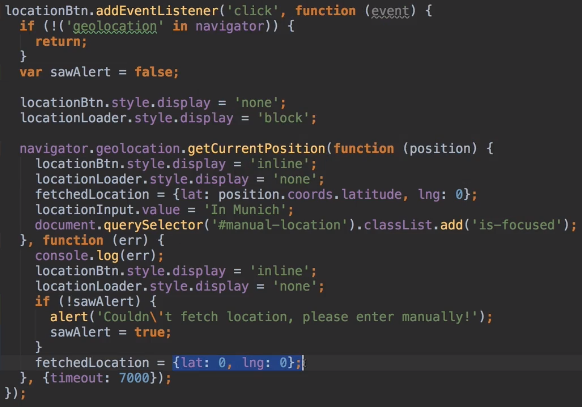 locationBtn.addEventListener('click', function (event) {
  if (!('geolocation' in navigator)) {
    return;
  }
  var sawAlert = false;

  locationBtn.style.display = 'none';
  locationLoader.style.display = 'block';

  navigator.geolocation.getCurrentPosition(function (position) {
    locationBtn.style.display = 'inline';
    locationLoader.style.display = 'none';
    fetchedLocation = {lat: position.coords.latitude, lng: 0};
    locationInput.value = 'In Munich';
    document.querySelector('#manual-location').classList.add('is-focused');
  }, function (err) {
    console.log(err);
    locationBtn.style.display = 'inline';
    locationLoader.style.display = 'none';
    if (!sawAlert) {
      alert('Couldn\'t fetch location, please enter manually!');
      sawAlert = true;
    }
    fetchedLocation = {lat: 0, lng: 0};
  }, {timeout: 7000});
});